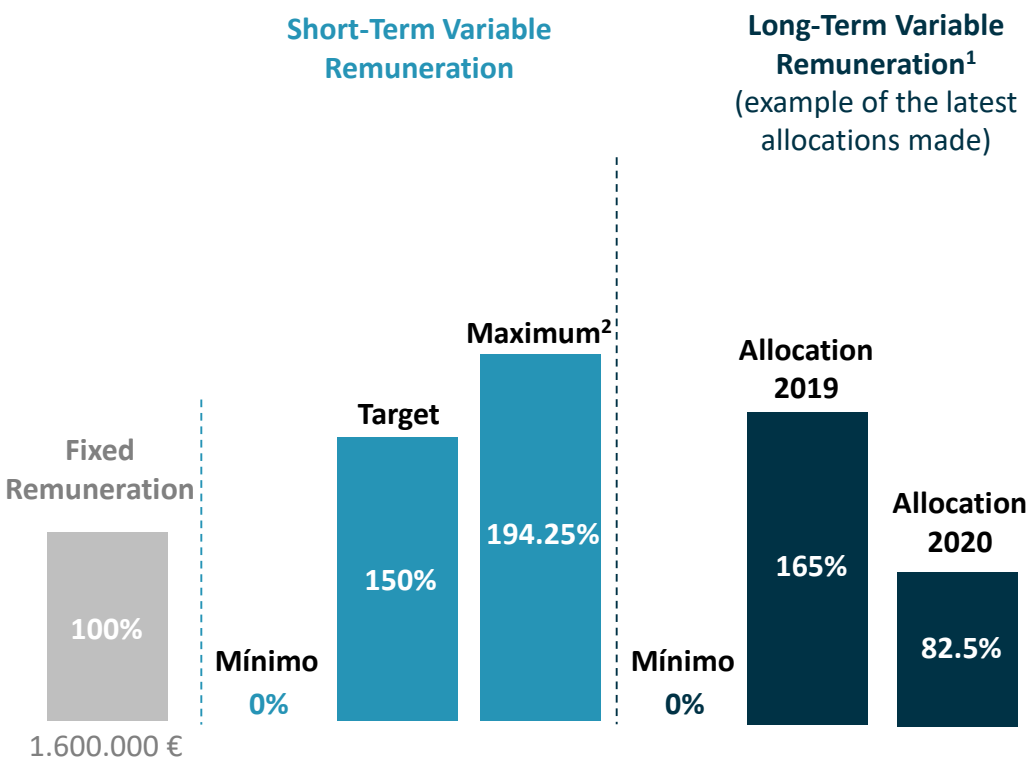 Short-Term Variable
Remuneration
Long-Term Variable
Remuneration¹
(example of the latest
allocations made)
Fixed
Remuneration
100%
1.600.000 €
Mínimo
0%
Target
150%
Maximum²
194.25%
Mínimo
0%
Allocation
2019
165%
Allocation
2020
82.5%